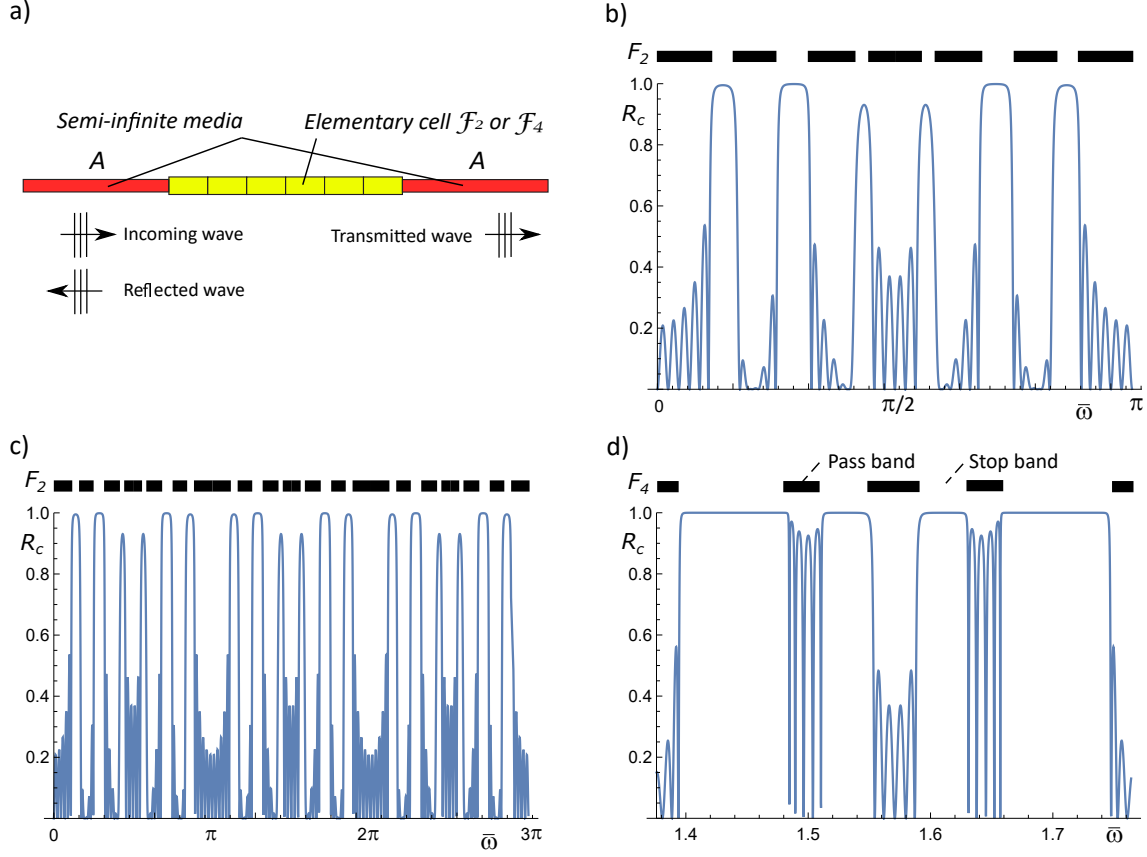 a)
Semi-infinite media
Elementary cell ℱ₂ or ℱ₄
A
A
Incoming wave
Transmitted wave
Reflected wave
b)
F₂
1.0
R_c
0.8
0.6
0.4
0.2
0
π/2
ω̅
π
c)
F₂
1.0
R_c
0.8
0.6
0.4
0.2
0
π
2π
ω̅
3π
d)
Pass band
Stop band
F₄
1.0
R_c
0.8
0.6
0.4
0.2
1.4
1.5
1.6
1.7
ω̅